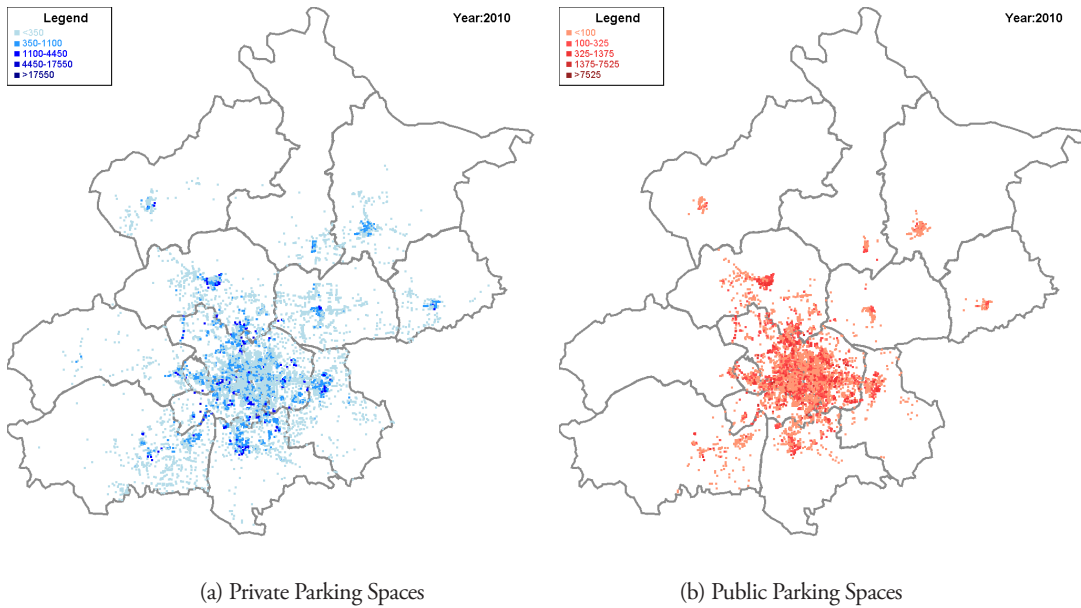 Legend
<350
350-1100
1100-4450
4450-17550
>17550
Year:2010
Legend
<100
100-325
325-1375
1375-7525
>7525
Year:2010
(a) Private Parking Spaces
(b) Public Parking Spaces